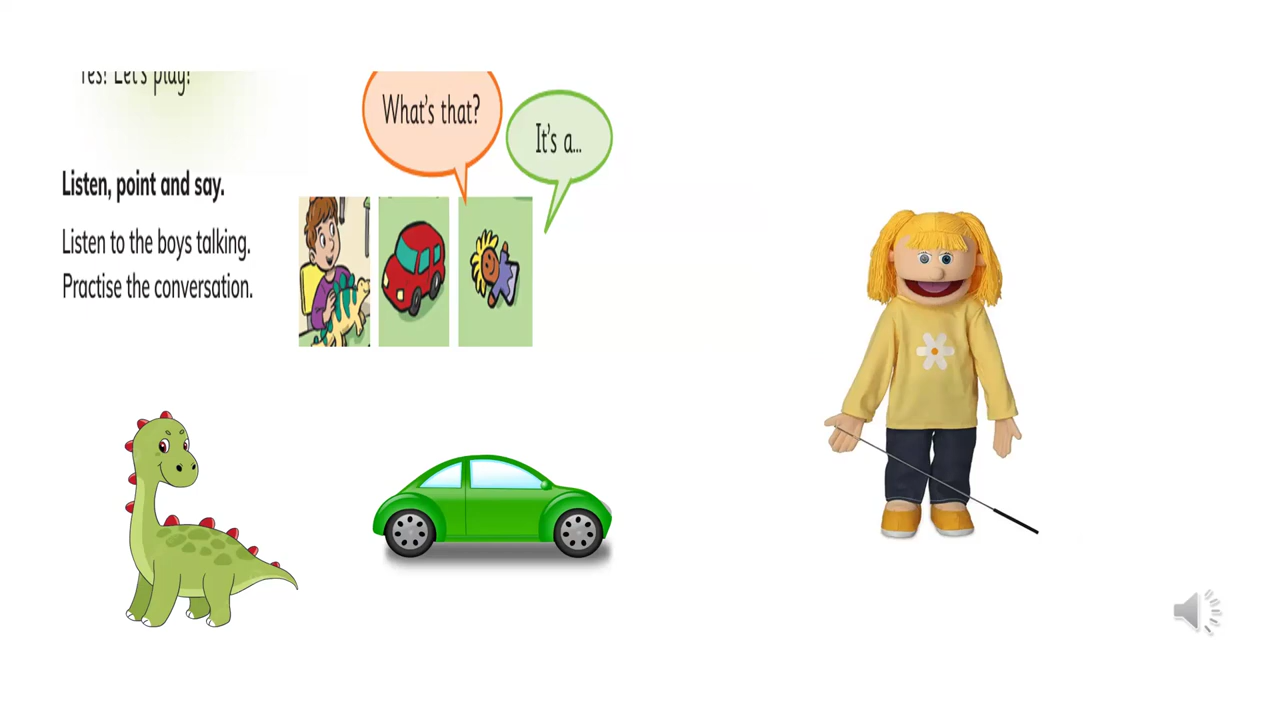 Yes! Let's play!
What's that?
It's a...
Listen, point and say.
Listen to the boys talking.
Practise the conversation.